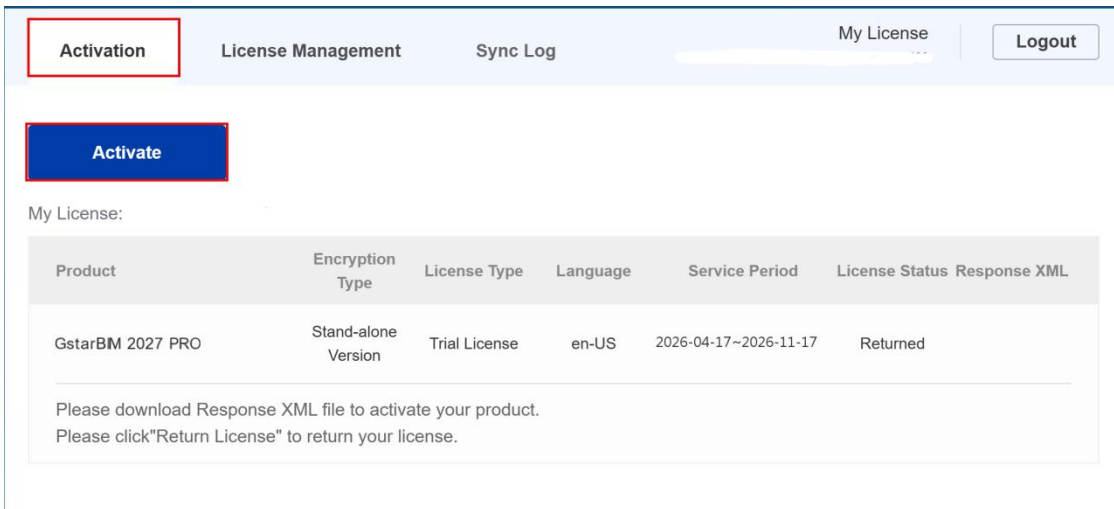 Activation License Management Sync Log My License Logout
Activate
My License:
Product Encryption Type License Type Language Service Period License Status Response XML
GstarBIM 2027 PRO Stand-alone Version Trial License en-US 2026-04-17~2026-11-17 Returned
Please download Response XML file to activate your product.
Please click"Return License" to return your license.